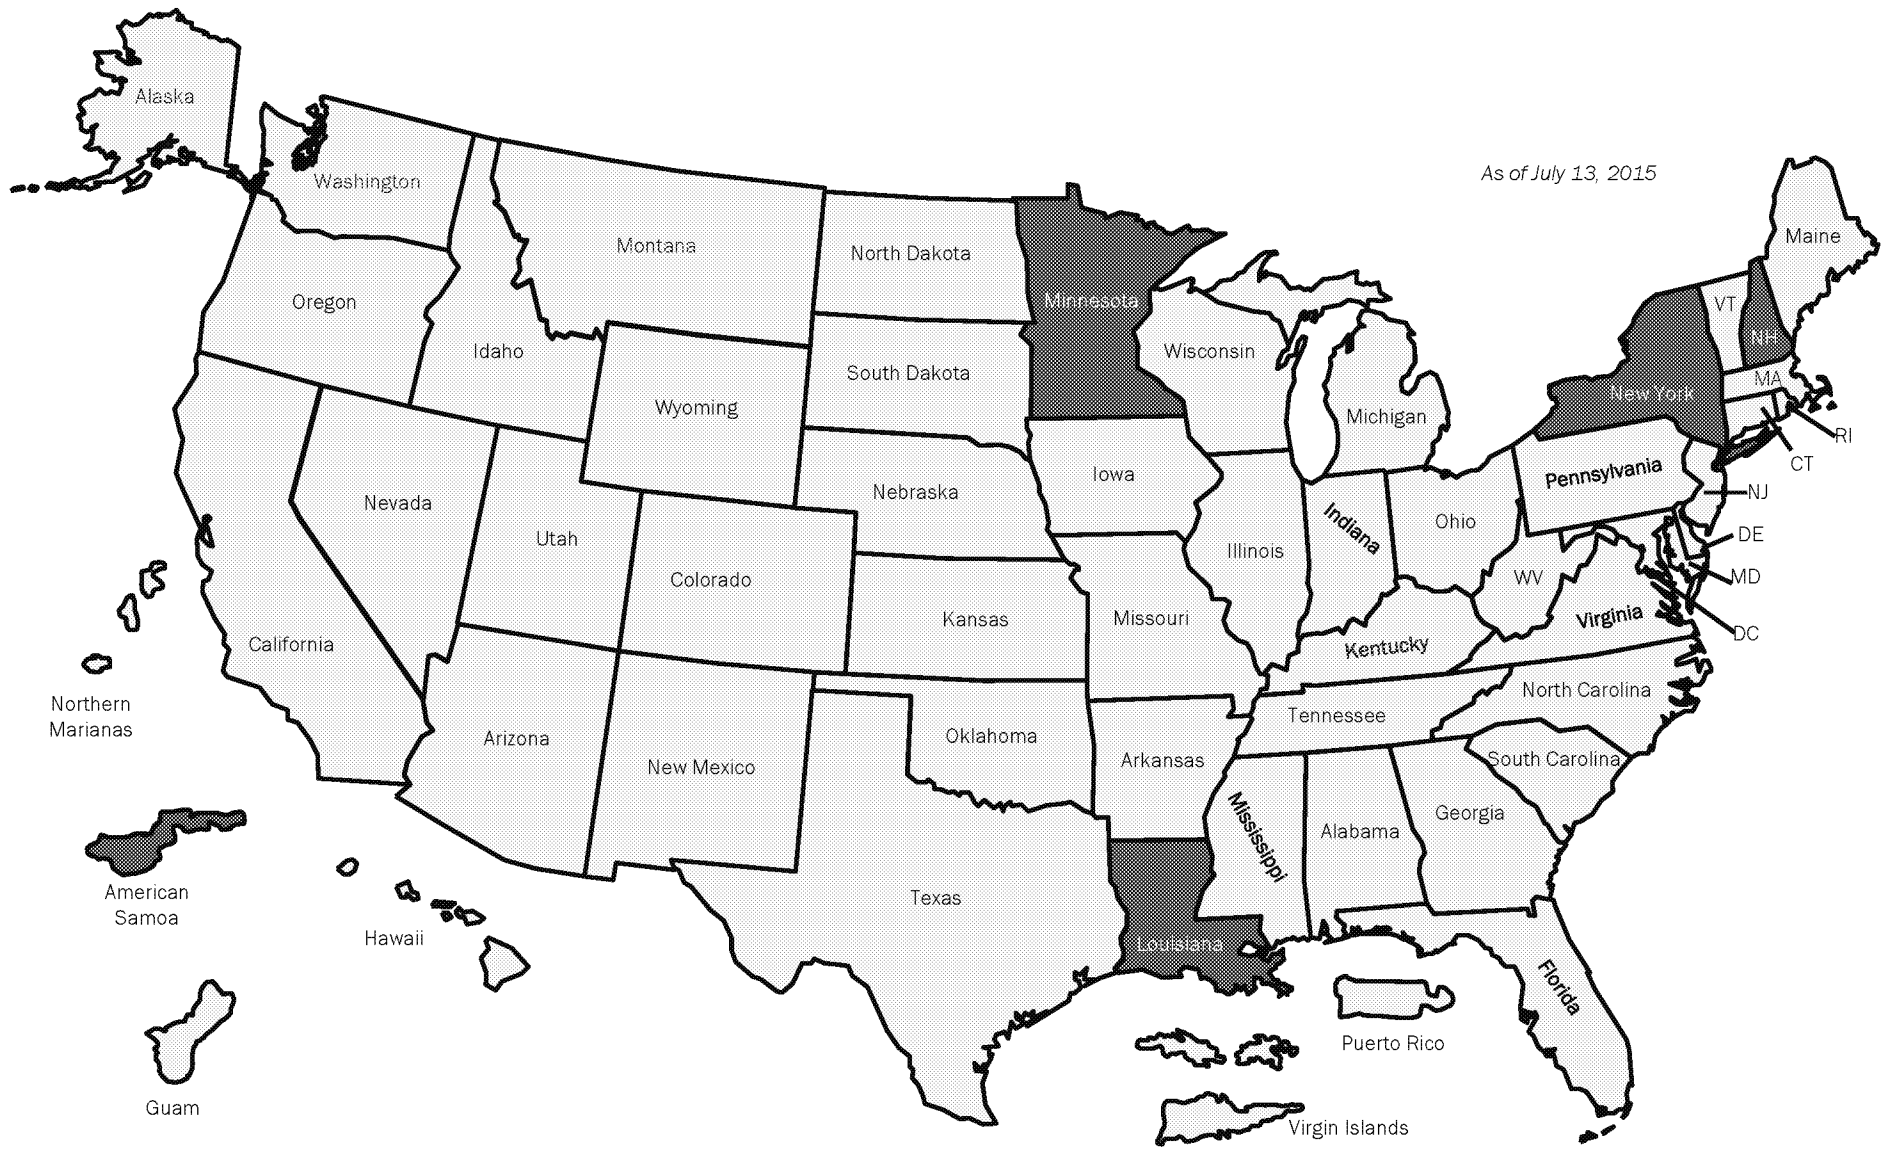 Alaska
As of July 13, 2015
Washington
Maine
Montana
North Dakota
Oregon
Minnesota
VT
NH
Idaho
Wisconsin
South Dakota
MA
New York
Wyoming
Michigan
RI
CT
Pennsylvania
Iowa
Nebraska
NJ
Nevada
Indiana
Ohio
DE
Utah
Illinois
Colorado
WV
MD
Kansas
Missouri
Virginia
DC
California
Kentucky
Northern
Marianas
North Carolina
Tennessee
Arizona
Oklahoma
New Mexico
Arkansas
South Carolina
Mississippi
Georgia
Alabama
American
Samoa
Texas
Hawaii
Louisiana
Florida
Puerto Rico
Guam
Virgin Islands